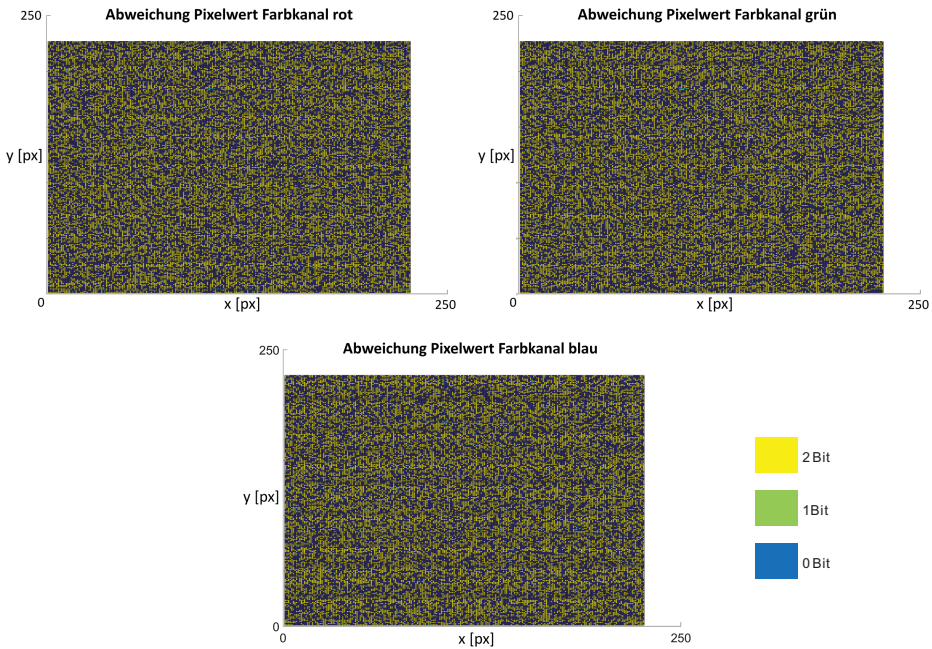 Abweichung Pixelwert Farbkanal rot
250
y [px]
0
x [px]
250
Abweichung Pixelwert Farbkanal grün
250
y [px]
0
x [px]
250
Abweichung Pixelwert Farbkanal blau
250
y [px]
0
0
x [px]
250
2 Bit
1Bit
0 Bit